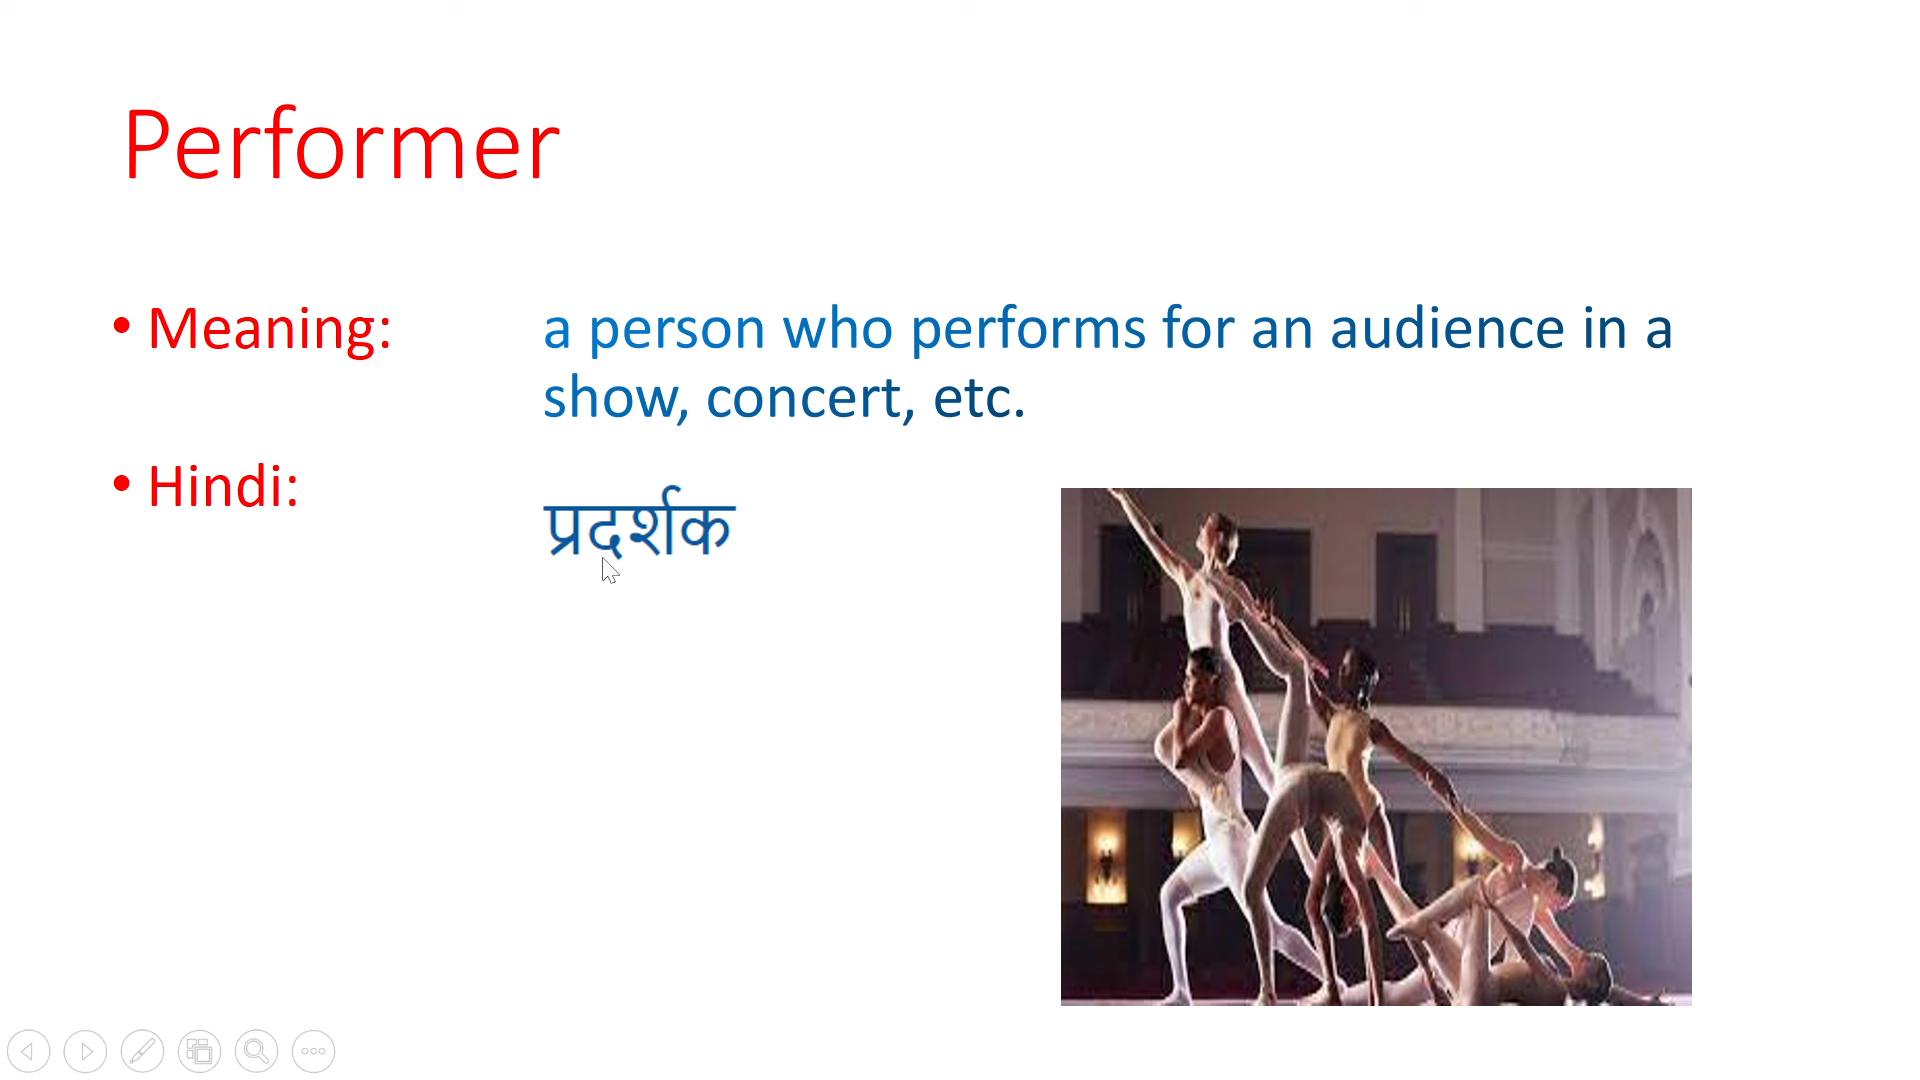 Performer
• Meaning: a person who performs for an audience in a
show, concert, etc.
• Hindi: प्रदर्शक